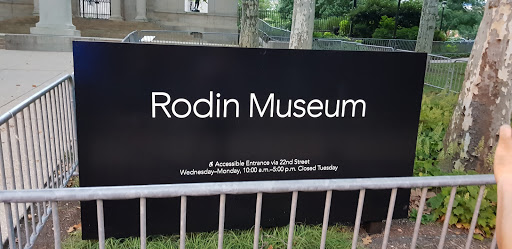 Rodin Museum
♿ Accessible Entrance via 22nd Street
Wednesday–Monday, 10:00 a.m.–5:00 p.m. Closed Tuesday